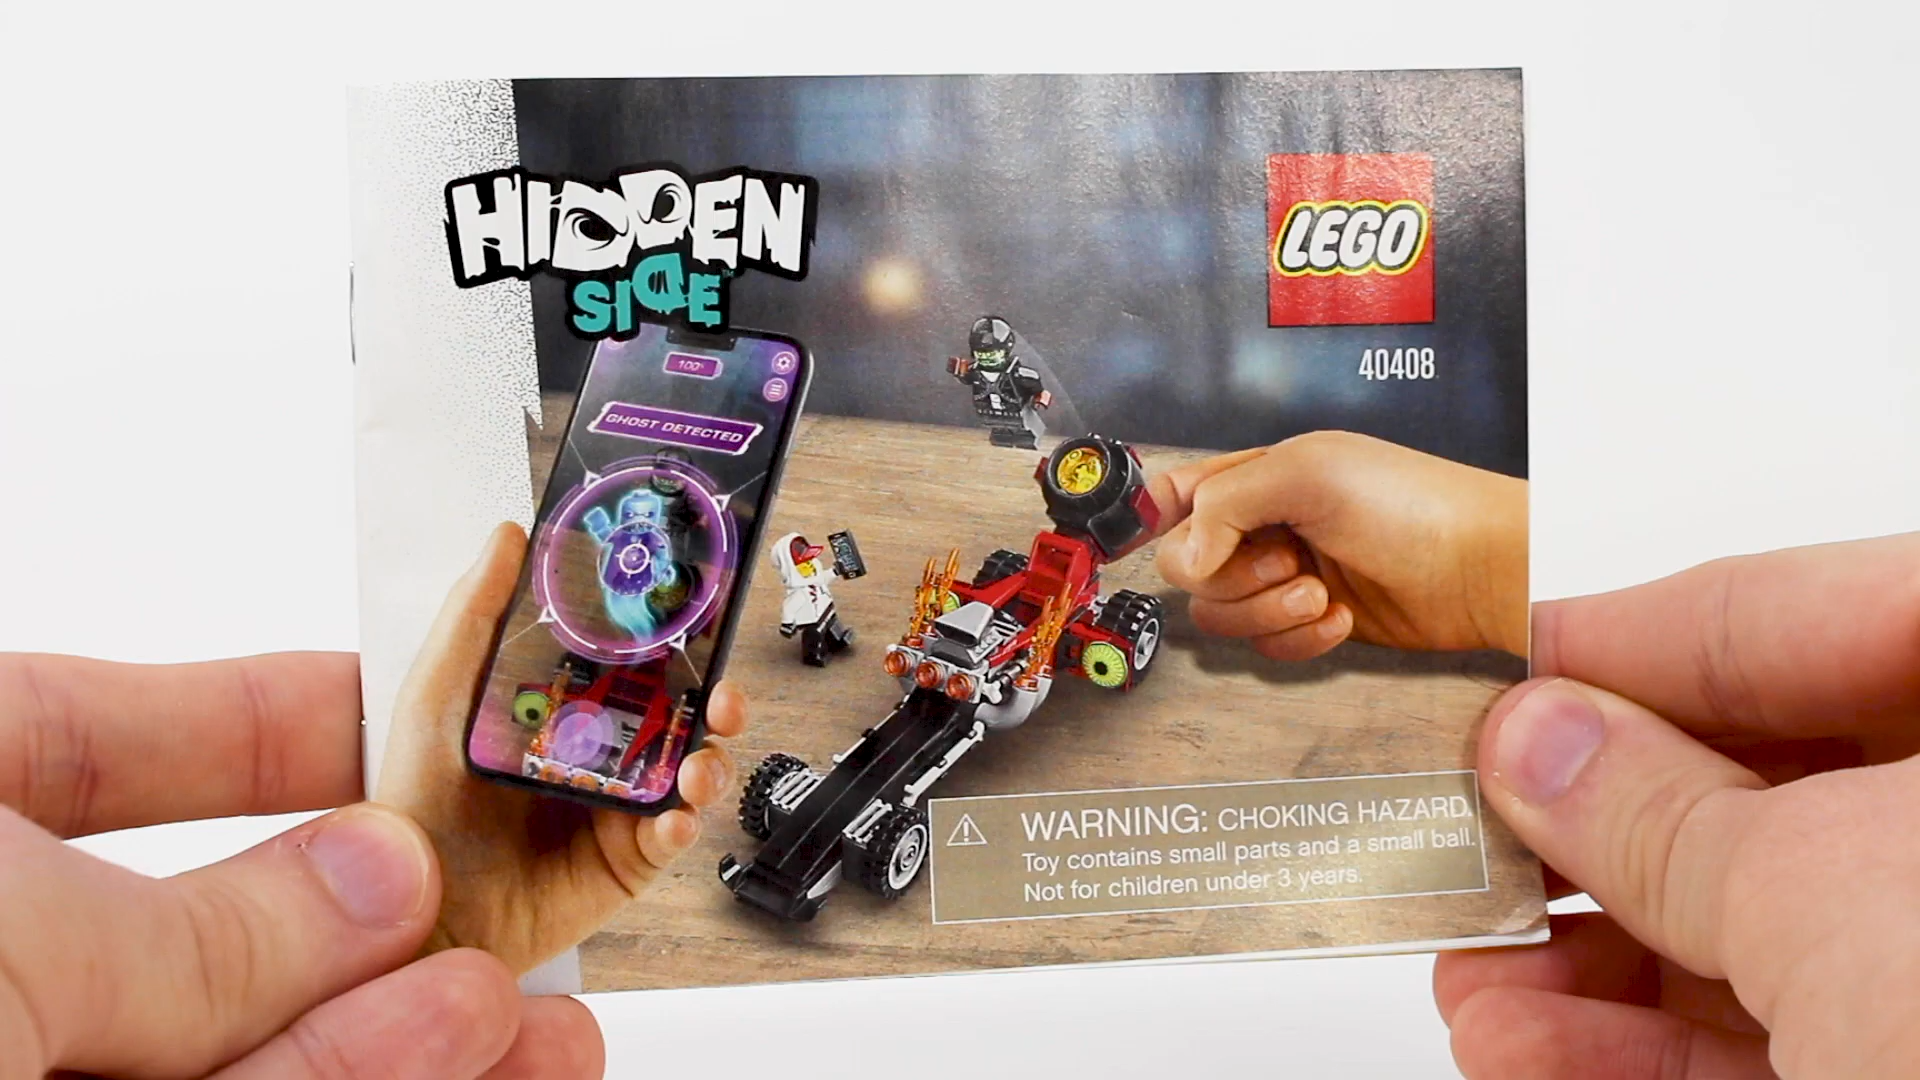 HIDDEN
SIDE™
LEGO
40408
100%
GHOST DETECTED
WARNING: CHOKING HAZARD.
Toy contains small parts and a small ball.
Not for children under 3 years.